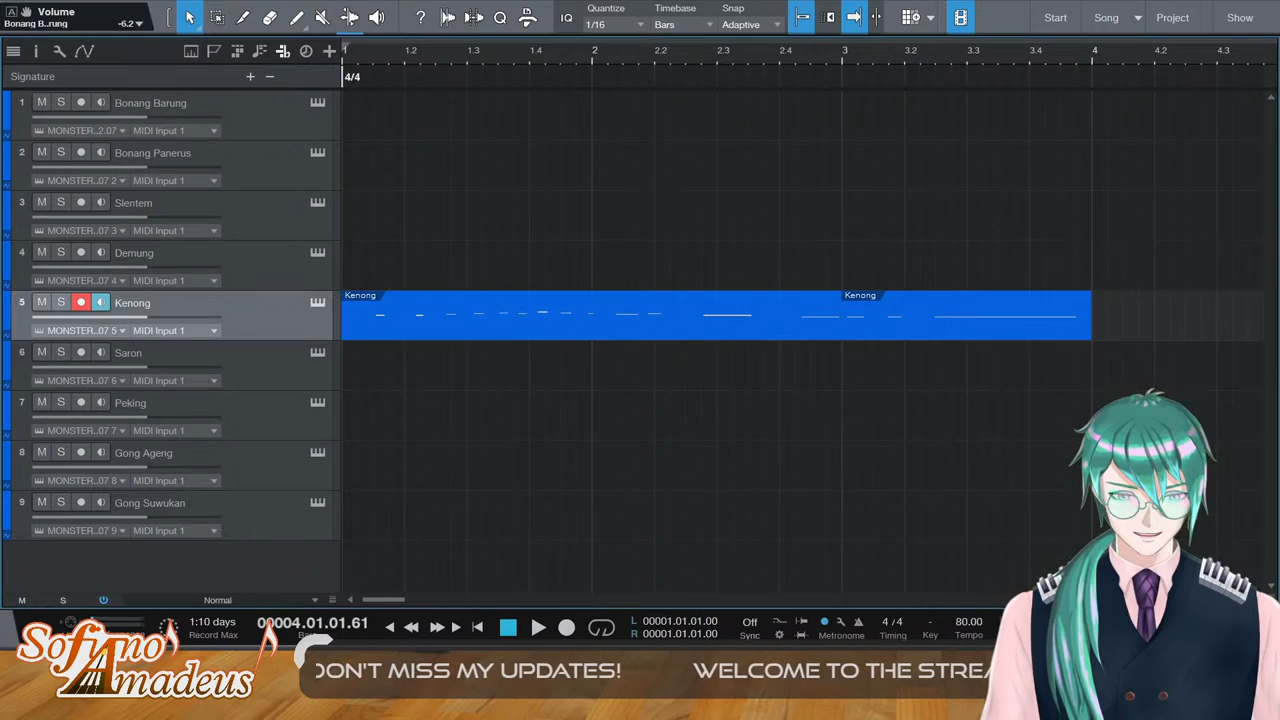 Volume
Bonang B..rung -6.2
IQ Quantize Timebase Snap
1/16 Bars Adaptive
Start Song Project Show
1 1.2 1.3 1.4 2 2.2 2.3 2.4 3 3.2 3.3 3.4 4 4.2 4.3
Signature + −
4/4
1 M S Bonang Barung
MONSTER..2.07 MIDI Input 1
2 M S Bonang Panerus
MONSTER..07 2 MIDI Input 1
3 M S Slentem
MONSTER..07 3 MIDI Input 1
4 M S Demung
MONSTER..07 4 MIDI Input 1
5 M S Kenong
MONSTER..07 5 MIDI Input 1
Kenong Kenong
6 M S Saron
MONSTER..07 6 MIDI Input 1
7 M S Peking
MONSTER..07 7 MIDI Input 1
8 M S Gong Ageng
MONSTER..07 8 MIDI Input 1
9 M S Gong Suwukan
MONSTER..07 9 MIDI Input 1
M S Normal
1:10 days
Record Max
00004.01.01.61
L 00001.01.01.00
R 00001.01.01.00
Off
Sync
Metronome
Timing
4 / 4
-
Key
80.00
Tempo
Sofiano
Amadeus
DON'T MISS MY UPDATES! WELCOME TO THE STREA